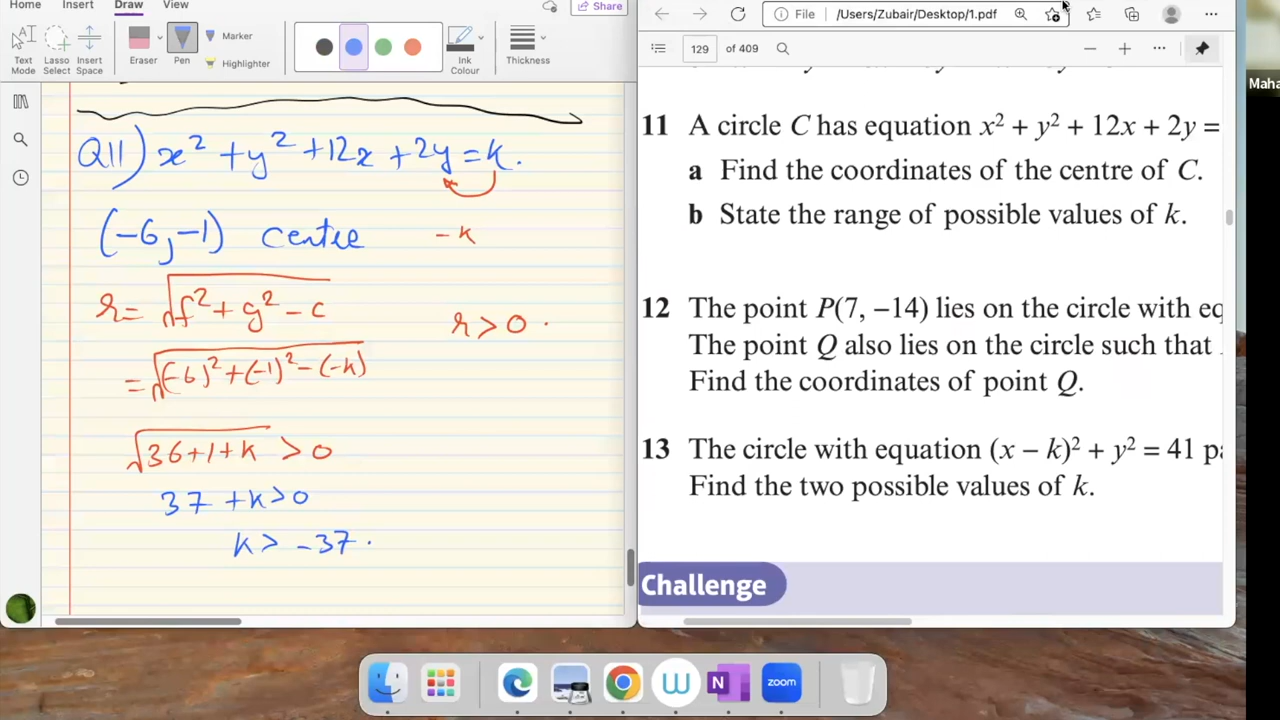 Home Insert Draw View
Share
Text Mode
Lasso Select
Insert Space
Eraser
Pen
Marker
Highlighter
Ink Colour
Thickness
Q11) x² + y² + 12x + 2y = k.
(-6, -1) centre
- k
r = √f² + g² - c
r > 0 .
= √(-6)² + (-1)² - (-k)
√36+1+k > 0
37 + k > 0
k > -37.
File /Users/Zubair/Desktop/1.pdf
129 of 409
11 A circle C has equation x² + y² + 12x + 2y =
a Find the coordinates of the centre of C.
b State the range of possible values of k.
12 The point P(7, −14) lies on the circle with eq
The point Q also lies on the circle such that
Find the coordinates of point Q.
13 The circle with equation (x − k)² + y² = 41 pa
Find the two possible values of k.
Challenge
N
zoom
Maha